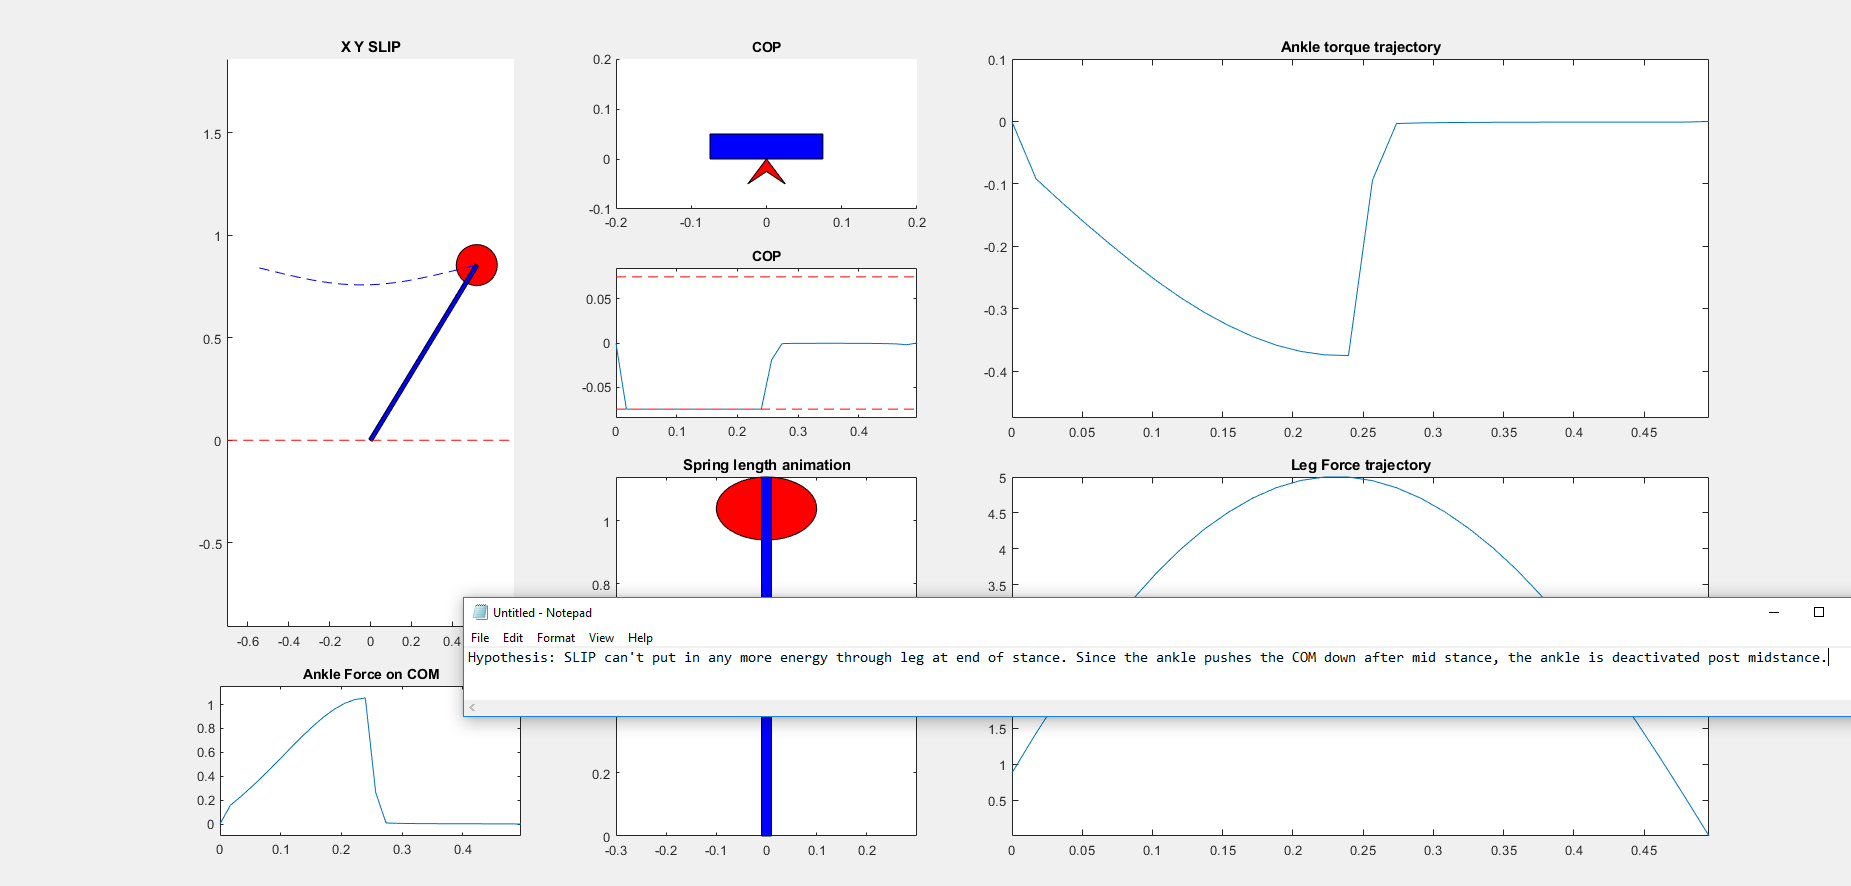 X Y SLIP
1.5
1
0.5
0
-0.5
-0.6 -0.4 -0.2 0 0.2 0.4
COP
0.2
0.1
0
-0.1
-0.2 -0.1 0 0.1 0.2
COP
0.05
0
-0.05
0 0.1 0.2 0.3 0.4
Ankle torque trajectory
0.1
0
-0.1
-0.2
-0.3
-0.4
0 0.05 0.1 0.15 0.2 0.25 0.3 0.35 0.4 0.45
Spring length animation
1
0.8
0.2
0
-0.3 -0.2 -0.1 0 0.1 0.2
Leg Force trajectory
5
4.5
4
3.5
1.5
1
0.5
0 0.05 0.1 0.15 0.2 0.25 0.3 0.35 0.4 0.45
Untitled - Notepad
File Edit Format View Help
Hypothesis: SLIP can't put in any more energy through leg at end of stance. Since the ankle pushes the COM down after mid stance, the ankle is deactivated post midstance.
Ankle Force on COM
1
0.8
0.6
0.4
0.2
0
0 0.1 0.2 0.3 0.4